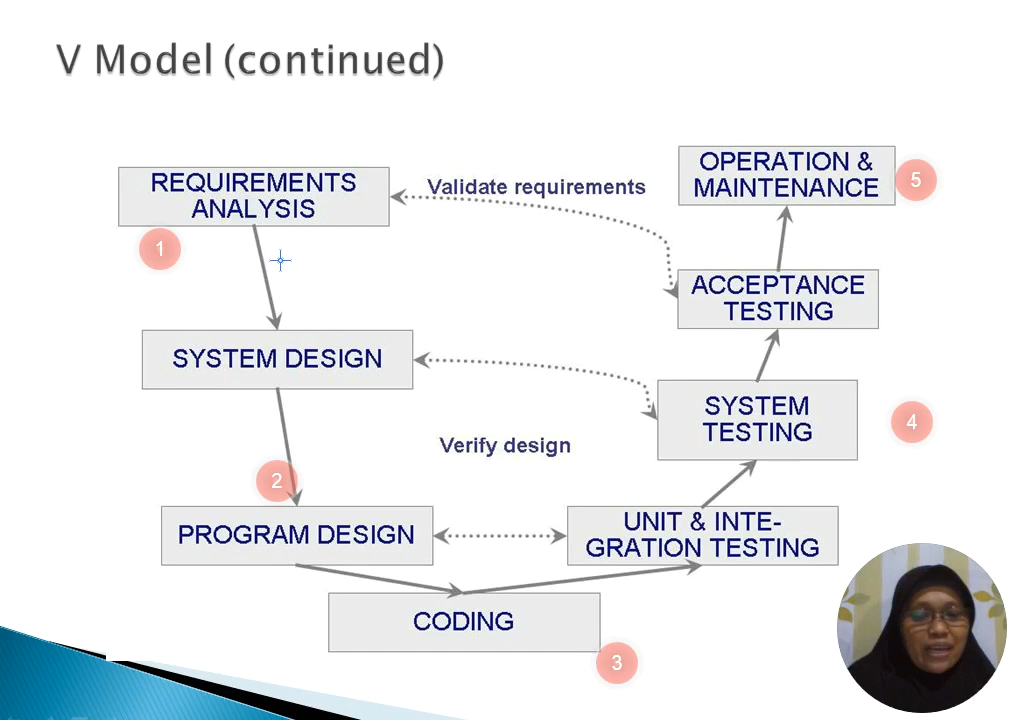 V Model (continued)
REQUIREMENTS
ANALYSIS
1
Validate requirements
OPERATION &
MAINTENANCE
5
ACCEPTANCE
TESTING
SYSTEM DESIGN
SYSTEM
TESTING
4
Verify design
2
PROGRAM DESIGN
UNIT & INTE-
GRATION TESTING
CODING
3